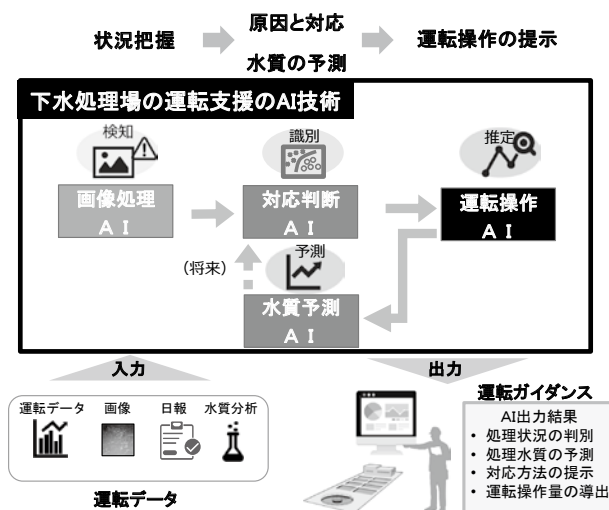 状況把握
原因と対応
水質の予測
運転操作の提示
下水処理場の運転支援のAI技術
検知
識別
推定
画像処理
AI
対応判断
AI
運転操作
AI
(将来)
予測
水質予測
AI
入力
出力
運転データ
画像
日報
水質分析
運転データ
運転ガイダンス
AI出力結果
・処理状況の判別
・処理水質の予測
・対応方法の提示
・運転操作量の導出